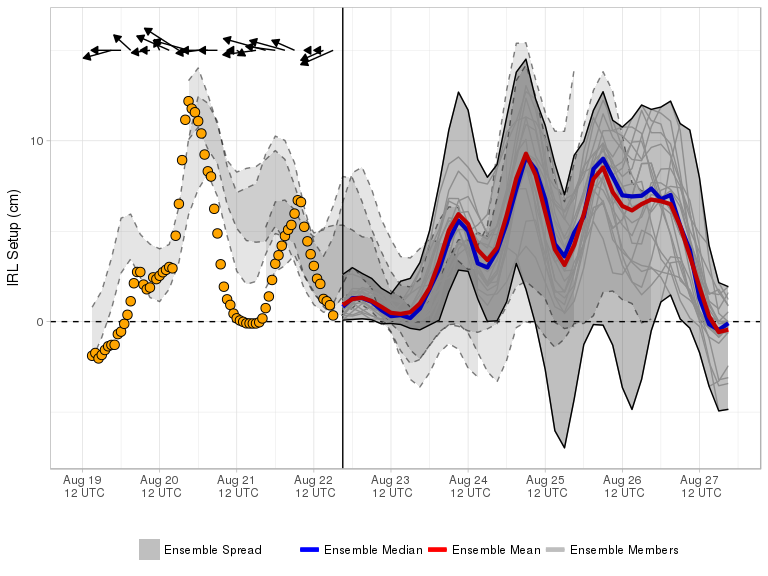 IRL Setup (cm)
10
0
Aug 19 Aug 20 Aug 21 Aug 22 Aug 23 Aug 24 Aug 25 Aug 26 Aug 27
12 UTC 12 UTC 12 UTC 12 UTC 12 UTC 12 UTC 12 UTC 12 UTC 12 UTC
Ensemble Spread Ensemble Median Ensemble Mean Ensemble Members